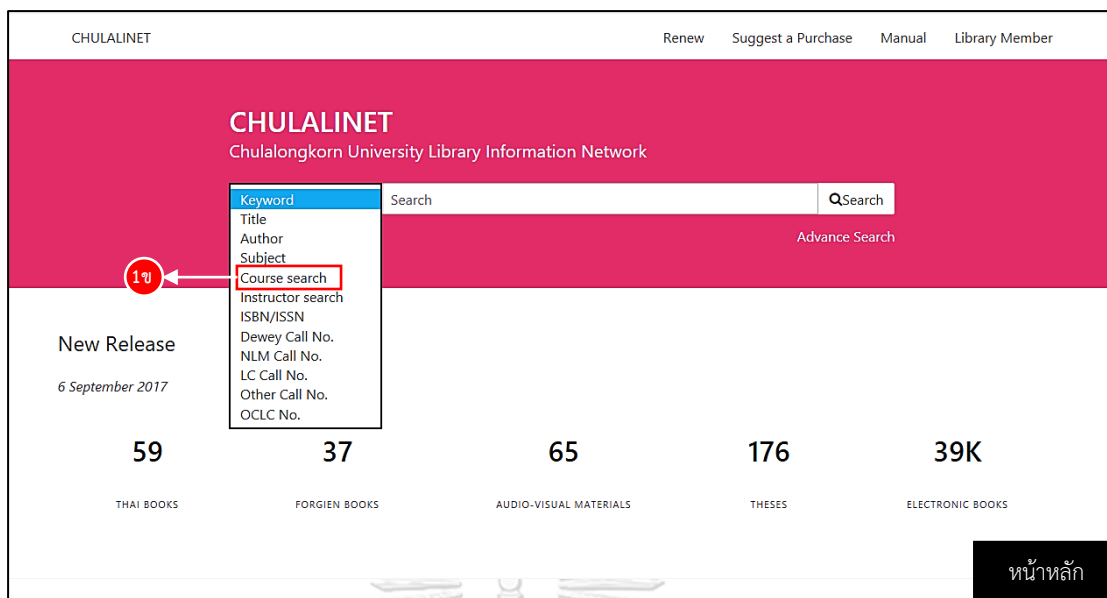 CHULALINET Renew Suggest a Purchase Manual Library Member
CHULALINET
Chulalongkorn University Library Information Network
Keyword Search Search
Title
Advance Search
Author
Subject
1ข Course search
Instructor search
ISBN/ISSN
Dewey Call No.
NLM Call No.
LC Call No.
Other Call No.
OCLC No.
New Release
6 September 2017
59 37 65 176 39K
THAI BOOKS FORGIEN BOOKS AUDIO-VISUAL MATERIALS THESES ELECTRONIC BOOKS
หน้าหลัก